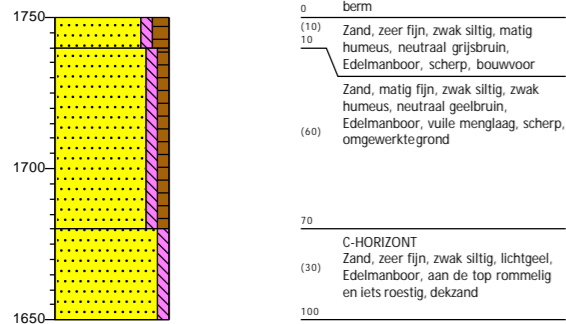 1750
1700
1650
0 berm
(10) Zand, zeer fijn, zwak siltig, matig
10 humeus, neutraal grijsbruin,
Edelmanboor, scherp, bouwvoor
Zand, matig fijn, zwak siltig, zwak
humeus, neutraal geelbruin,
(60) Edelmanboor, vuile menglaag, scherp,
omgewerktegrond
70
C-HORIZONT
Zand, zeer fijn, zwak siltig, lichtgeel,
(30) Edelmanboor, aan de top rommelig
en iets roestig, dekzand
100